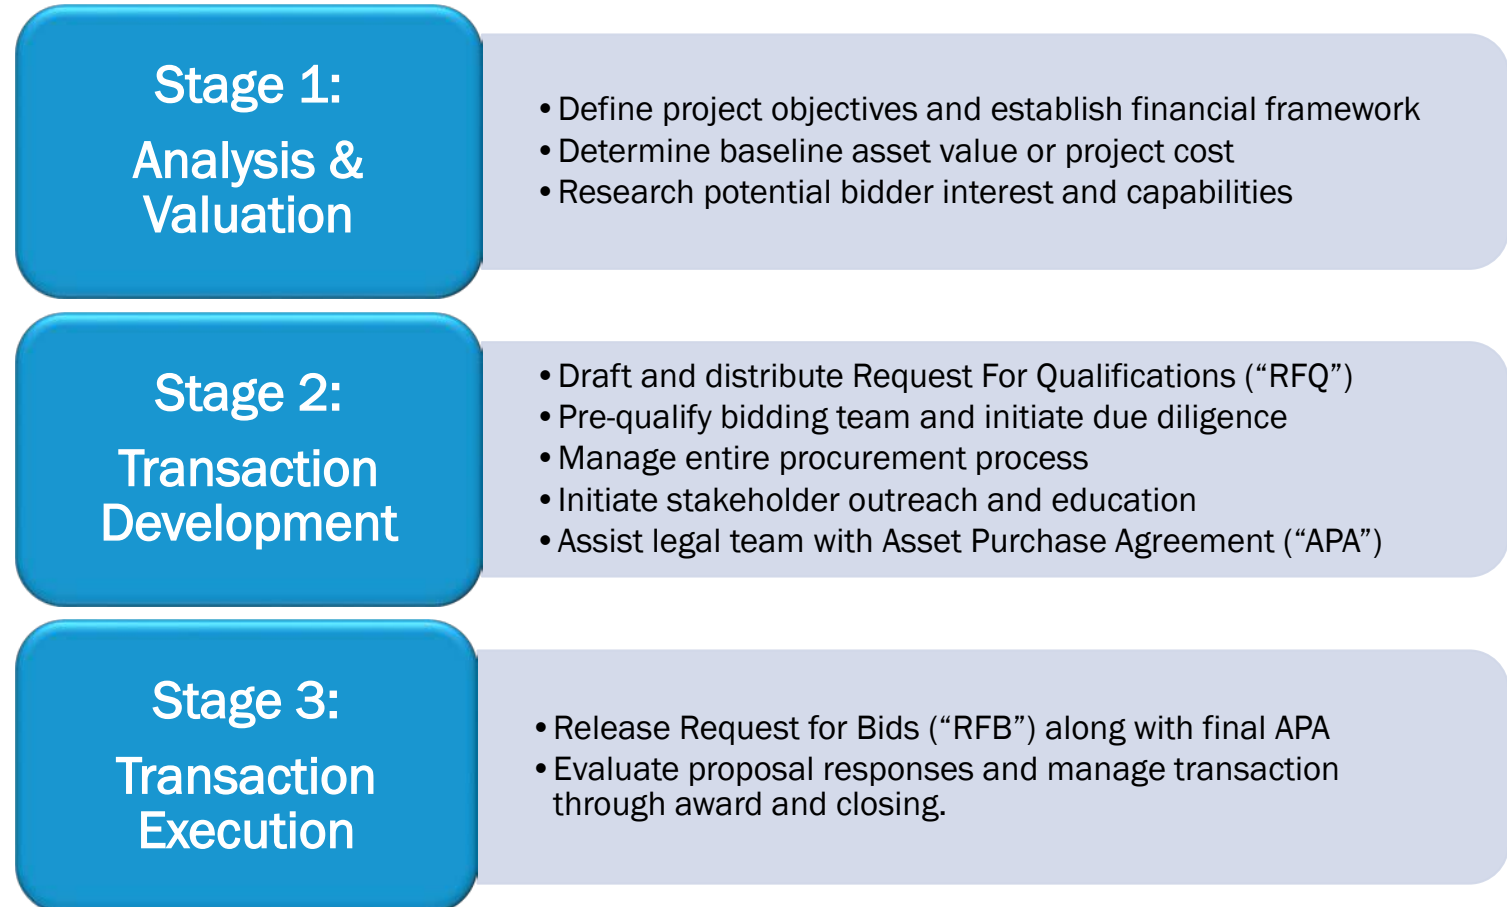 Stage 1:
Analysis &
Valuation
•Define project objectives and establish financial framework
•Determine baseline asset value or project cost
•Research potential bidder interest and capabilities
Stage 2:
Transaction
Development
•Draft and distribute Request For Qualifications (“RFQ”)
•Pre-qualify bidding team and initiate due diligence
•Manage entire procurement process
•Initiate stakeholder outreach and education
•Assist legal team with Asset Purchase Agreement (“APA”)
Stage 3:
Transaction
Execution
•Release Request for Bids (“RFB”) along with final APA
•Evaluate proposal responses and manage transaction
through award and closing.